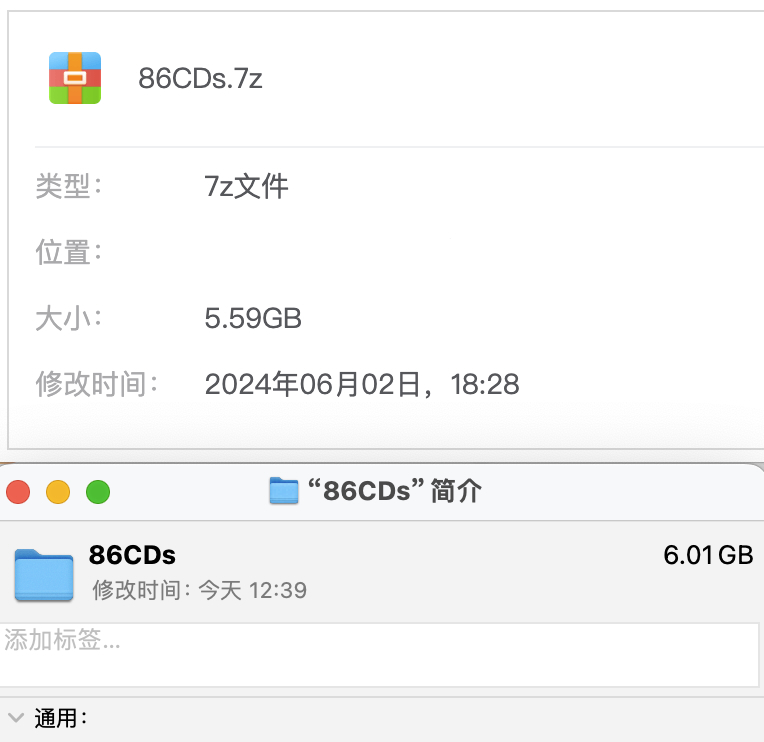 86CDs.7z
类型： 7z文件
位置：
大小： 5.59GB
修改时间： 2024年06月02日，18:28
“86CDs”简介
86CDs 6.01 GB
修改时间：今天 12:39
添加标签...
通用：